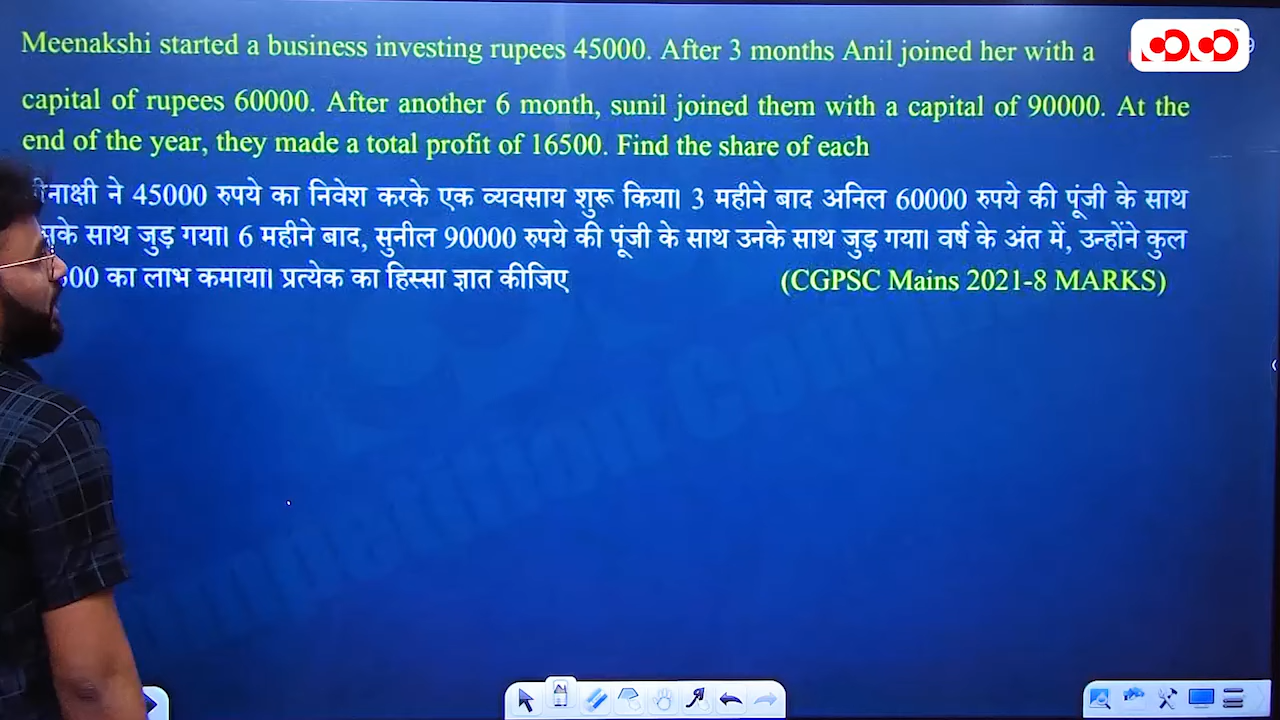 Meenakshi started a business investing rupees 45000. After 3 months Anil joined her with a
capital of rupees 60000. After another 6 month, sunil joined them with a capital of 90000. At the
end of the year, they made a total profit of 16500. Find the share of each
ने 45000 रुपये का निवेश करके एक व्यवसाय शुरू किया। 3 महीने बाद अनिल 60000 रुपये की पूंजी के साथ
साथ जुड़ गया। 6 महीने बाद, सुनील 90000 रुपये की पूंजी के साथ उनके साथ जुड़ गया। वर्ष के अंत में, उन्होंने कुल
का लाभ कमाया। प्रत्येक का हिस्सा ज्ञात कीजिए
(CGPSC Mains 2021-8 MARKS)